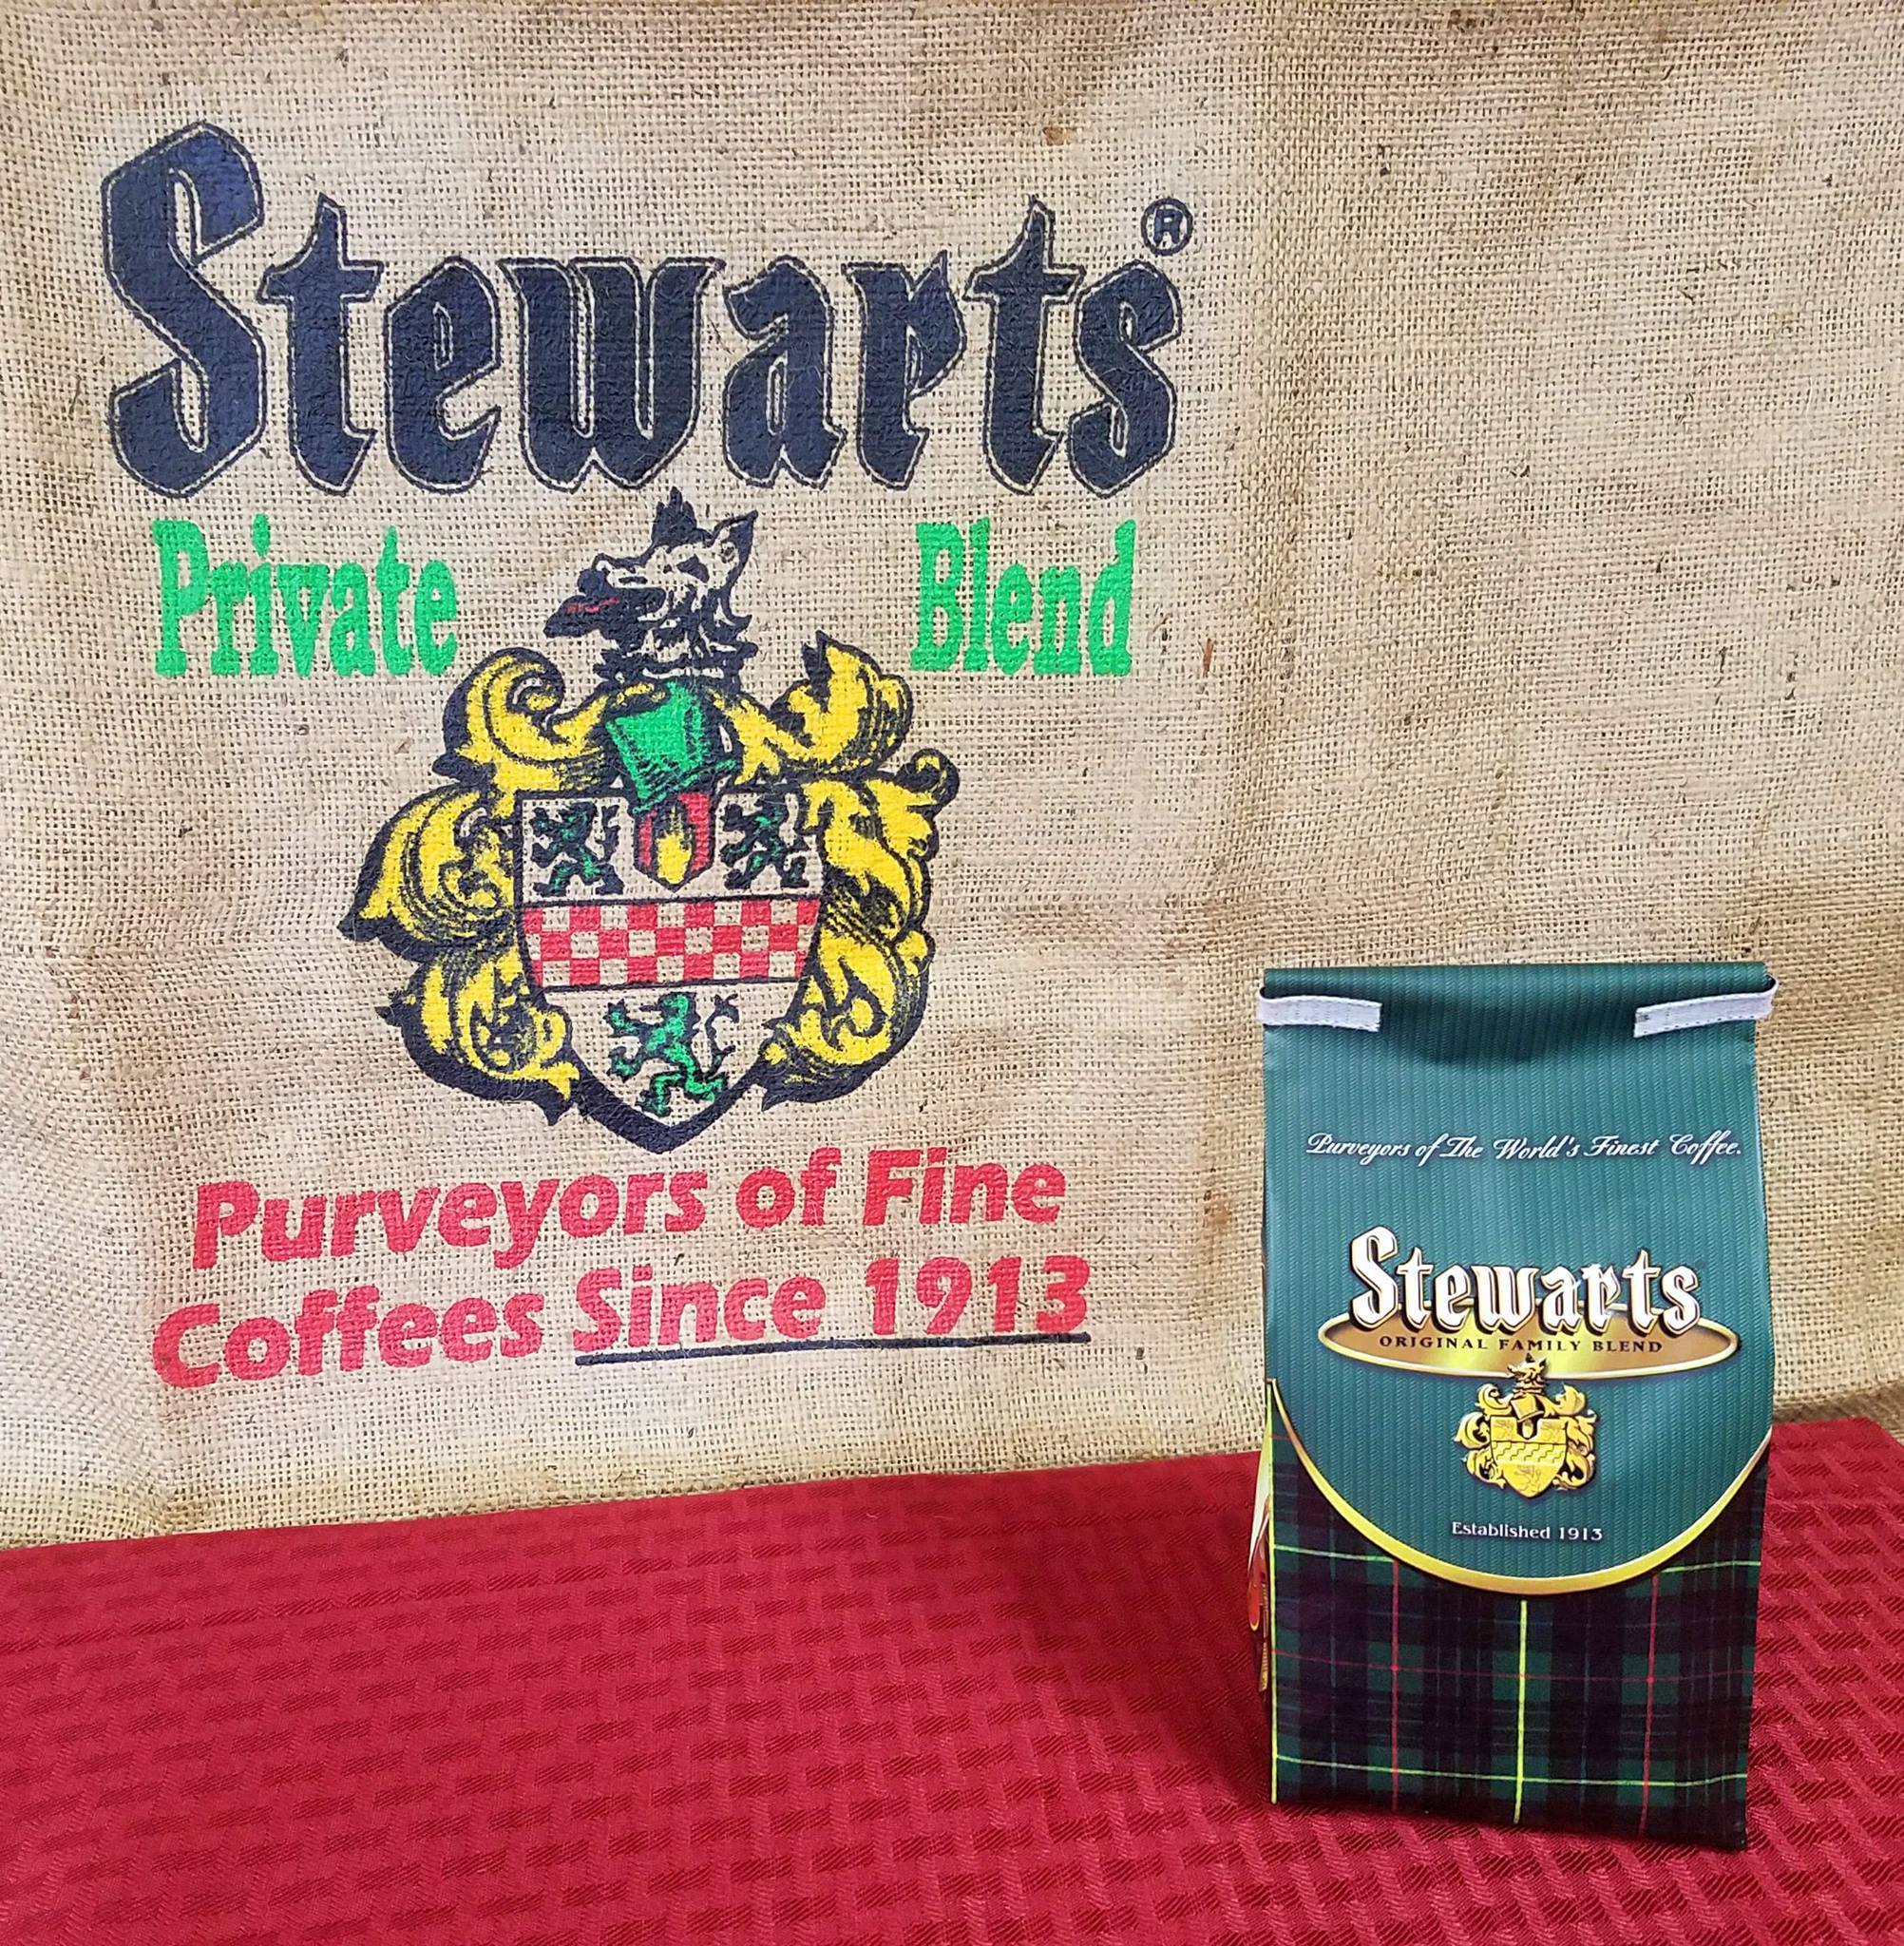 Stewarts®
Private Blend
Purveyors of Fine
Coffees Since 1913
Purveyors of The World's Finest Coffee.
Stewarts
ORIGINAL FAMILY BLEND
Established 1913